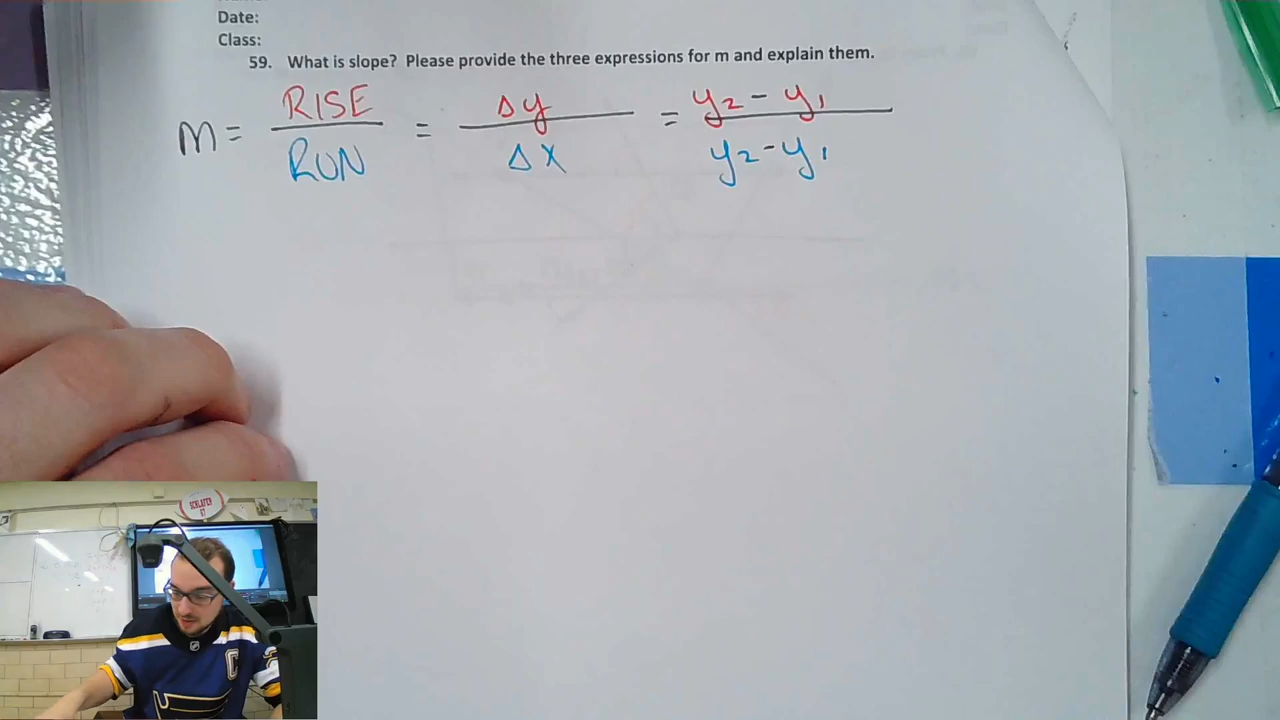 Date:
Class:
59. What is slope? Please provide the three expressions for m and explain them.
m = RISE / RUN = Δy / Δx = y₂ - y₁ / y₂ - y₁
SCHLATER
C